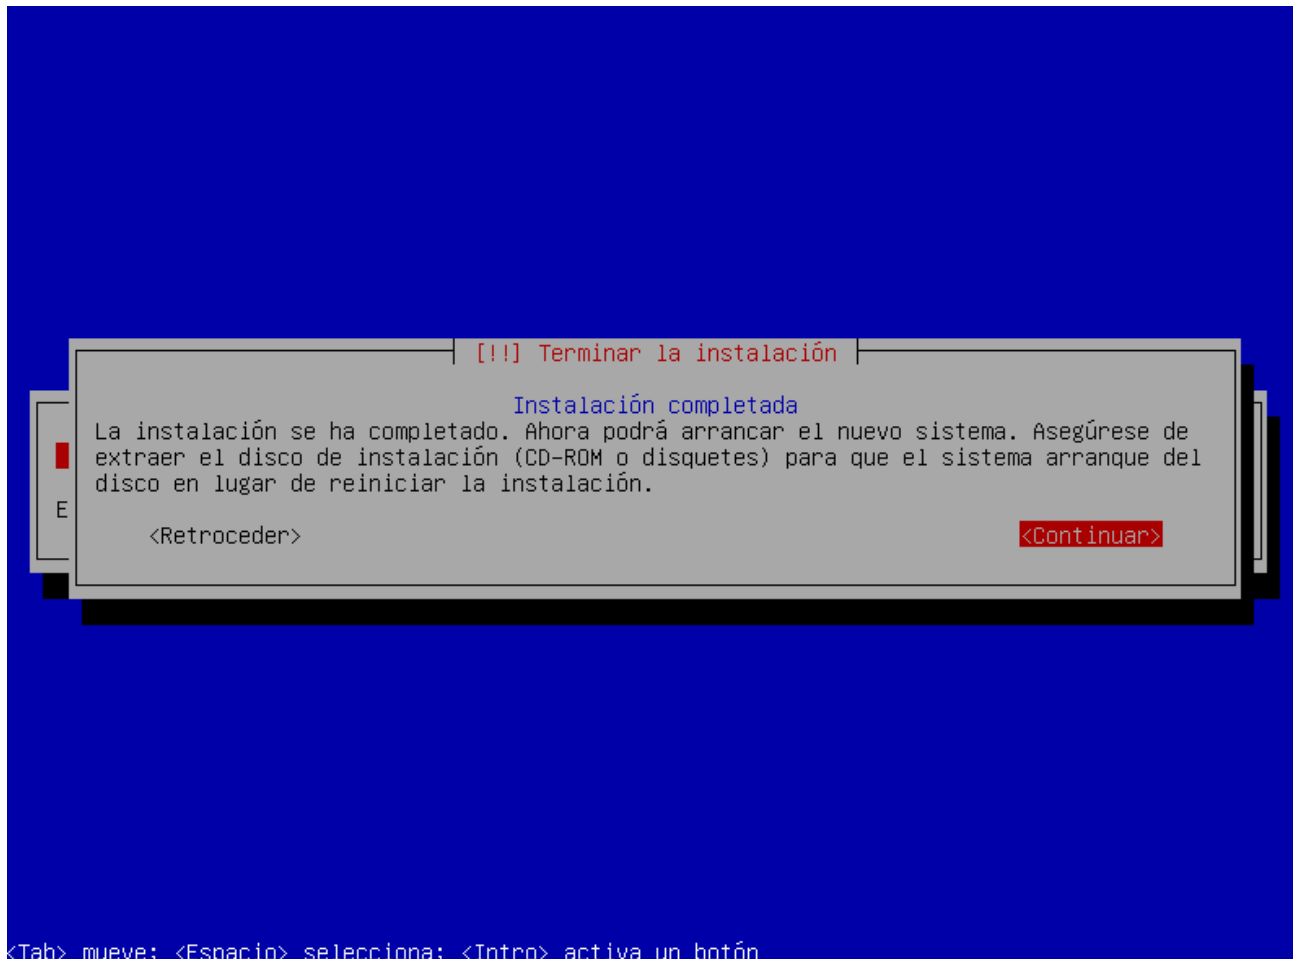 [!!] Terminar la instalación
Instalación completada
La instalación se ha completado. Ahora podrá arrancar el nuevo sistema. Asegúrese de
extraer el disco de instalación (CD-ROM o disquetes) para que el sistema arranque del
disco en lugar de reiniciar la instalación.
E
<Retroceder> <Continuar>
<Tab> mueve; <Espacio> selecciona; <Intro> activa un botón